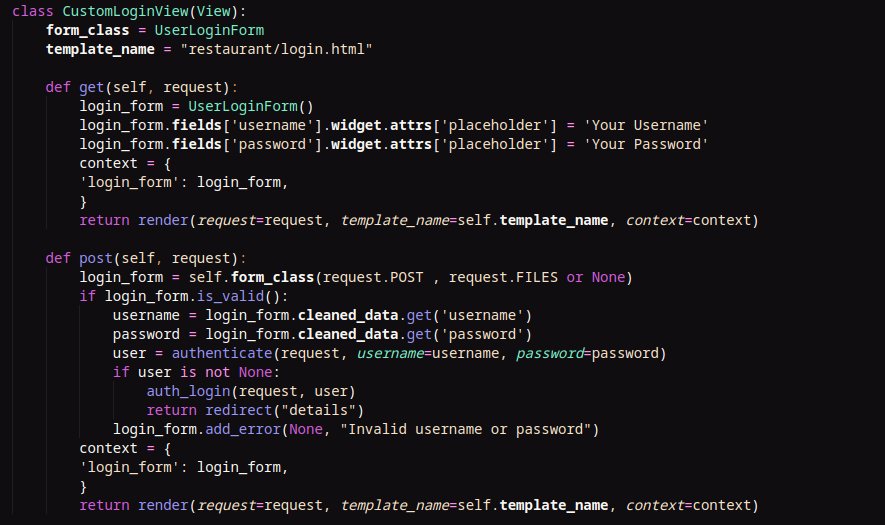 class CustomLoginView(View):
    form_class = UserLoginForm
    template_name = "restaurant/login.html"

    def get(self, request):
        login_form = UserLoginForm()
        login_form.fields['username'].widget.attrs['placeholder'] = 'Your Username'
        login_form.fields['password'].widget.attrs['placeholder'] = 'Your Password'
        context = {
        'login_form': login_form,
        }
        return render(request=request, template_name=self.template_name, context=context)

    def post(self, request):
        login_form = self.form_class(request.POST , request.FILES or None)
        if login_form.is_valid():
            username = login_form.cleaned_data.get('username')
            password = login_form.cleaned_data.get('password')
            user = authenticate(request, username=username, password=password)
            if user is not None:
                auth_login(request, user)
                return redirect("details")
            login_form.add_error(None, "Invalid username or password")
        context = {
        'login_form': login_form,
        }
        return render(request=request, template_name=self.template_name, context=context)